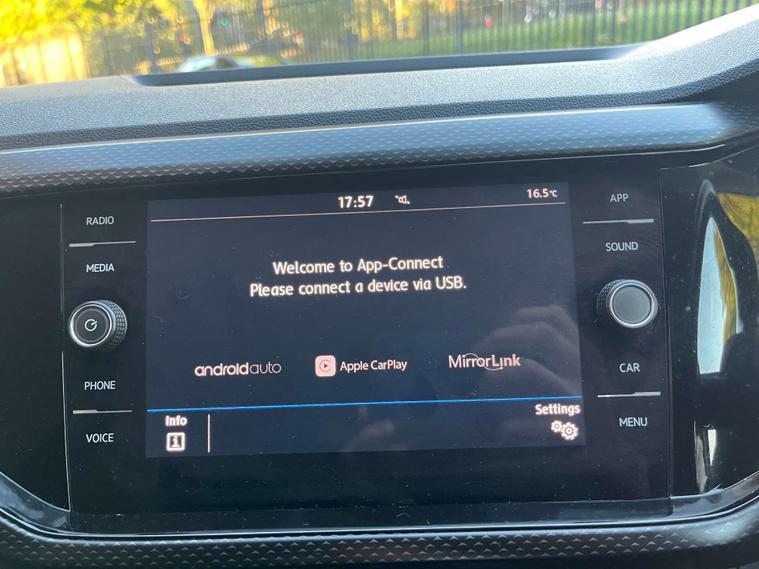 17:57
16.5°C
RADIO
MEDIA
PHONE
VOICE
APP
SOUND
CAR
MENU
Welcome to App-Connect
Please connect a device via USB.
androidauto
Apple CarPlay
MirrorLink
Info
Settings